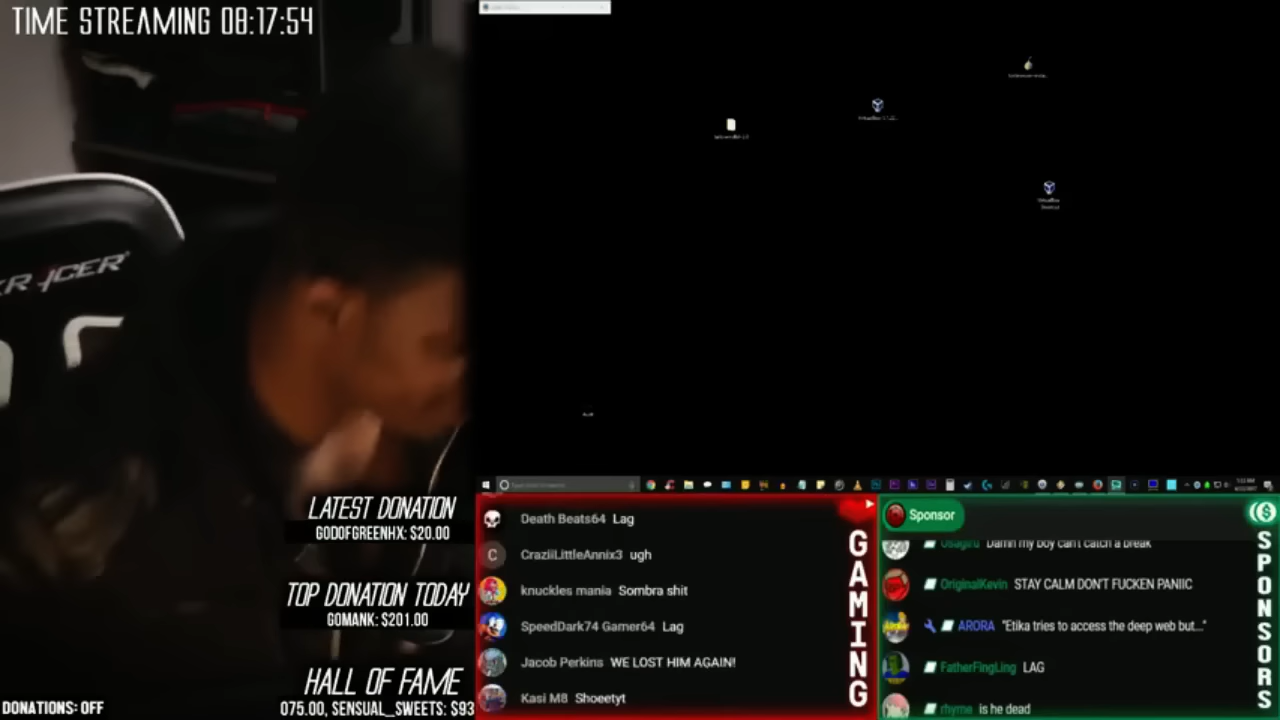 TIME STREAMING 08:17:54
LATEST DONATION
GODOFGREENHX: $20.00
TOP DONATION TODAY
GOMANK: $201.00
HALL OF FAME
075.00, SENSUAL_SWEETS: $93
DONATIONS: OFF
Death Beats64 Lag
CraziiLittleAnnix3 ugh
knuckles mania Sombra shit
SpeedDark74 Gamer64 Lag
Jacob Perkins WE LOST HIM AGAIN!
Kasi M8 Shoeetyt
GAMING
Sponsor
Osagiru Damn my boy can't catch a break
OriginalKevin STAY CALM DON'T FUCKEN PANIIC
ARORA "Etika tries to access the deep web but..."
FatherFingLing LAG
rhyme is he dead
SPONSORS